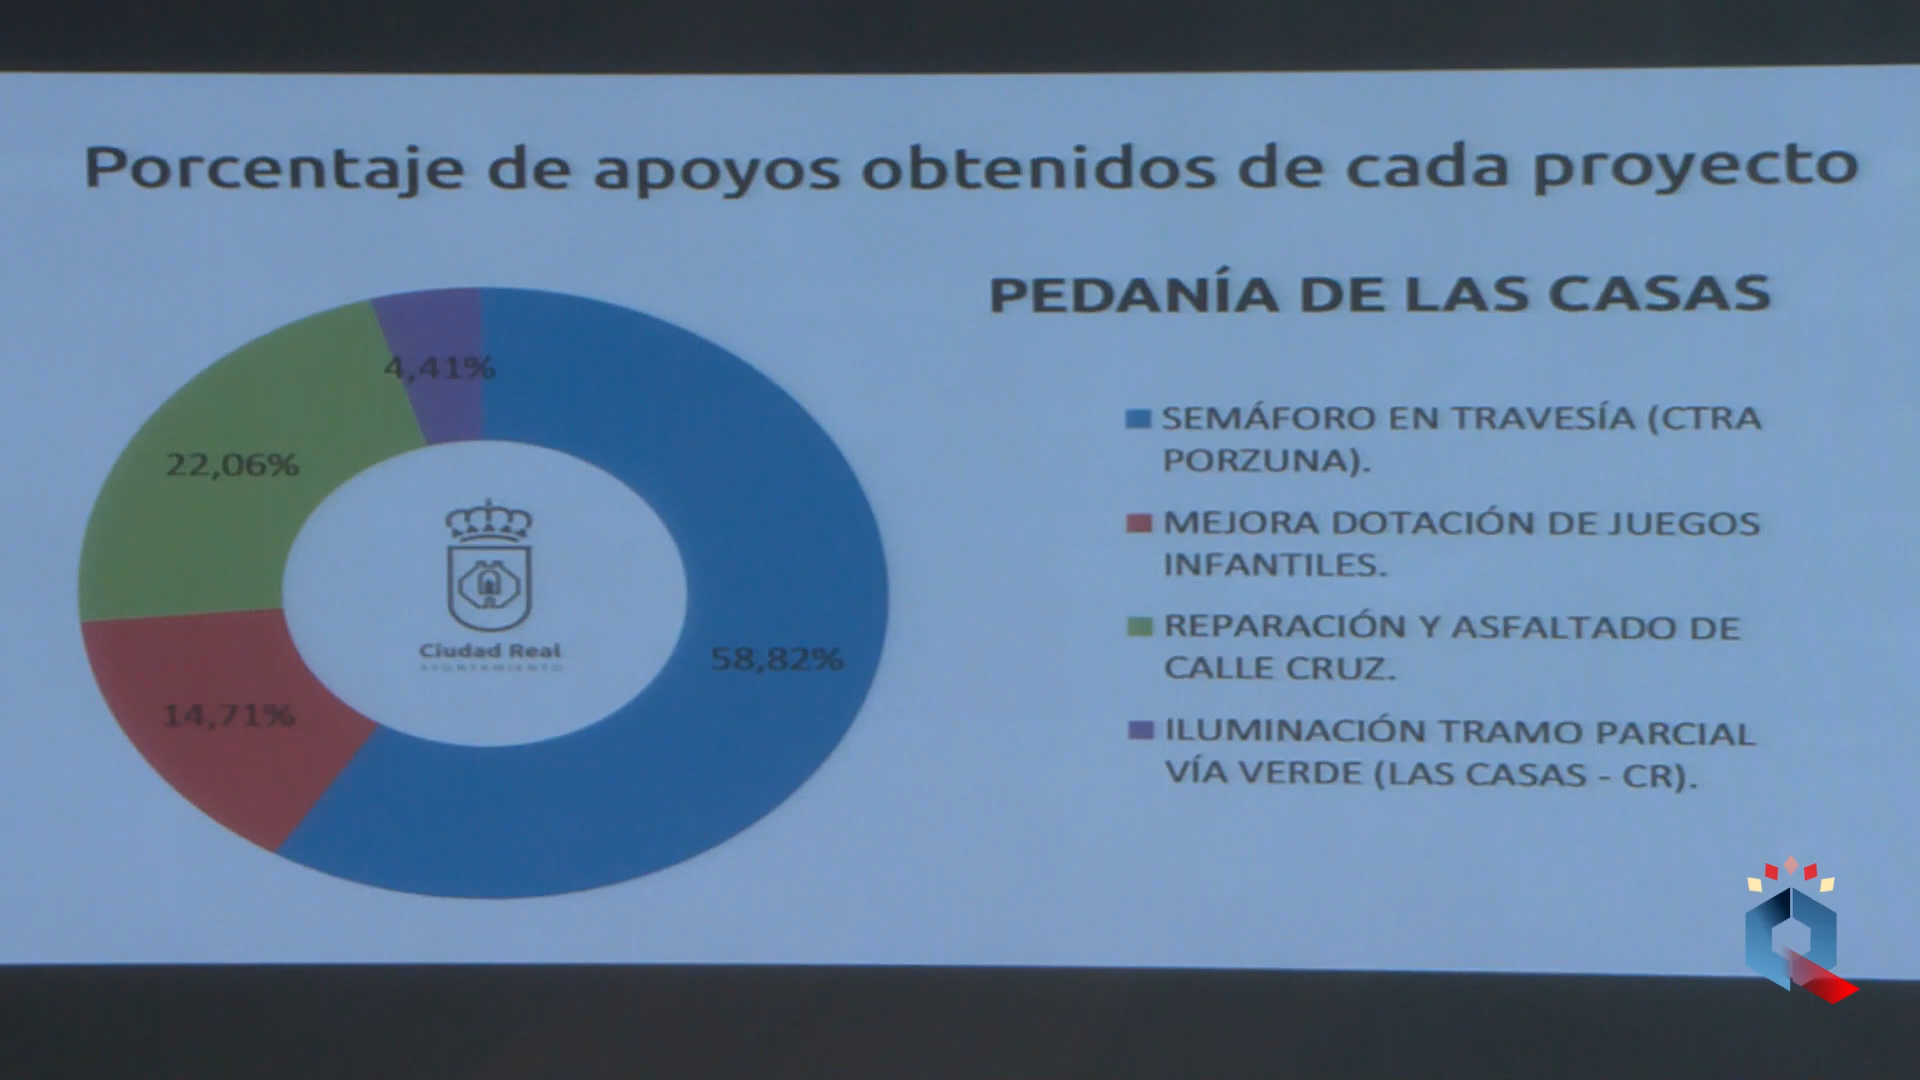 Porcentaje de apoyos obtenidos de cada proyecto
PEDANÍA DE LAS CASAS
4,41%
22,06%
58,82%
14,71%
Ciudad Real
AYUNTAMIENTO
SEMÁFORO EN TRAVESÍA (CTRA
PORZUNA).
MEJORA DOTACIÓN DE JUEGOS
INFANTILES.
REPARACIÓN Y ASFALTADO DE
CALLE CRUZ.
ILUMINACIÓN TRAMO PARCIAL
VÍA VERDE (LAS CASAS - CR).